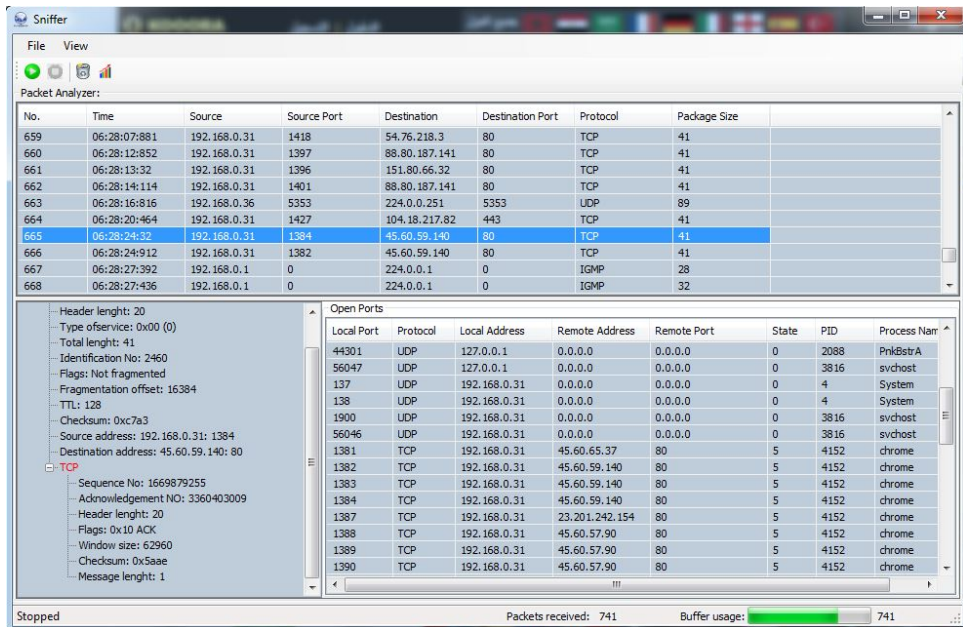 Sniffer
File View
Packet Analyzer:
No. Time Source Source Port Destination Destination Port Protocol Package Size
659 06:28:07:881 192.168.0.31 1418 54.76.218.3 80 TCP 41
660 06:28:12:852 192.168.0.31 1397 88.80.187.141 80 TCP 41
661 06:28:13:32 192.168.0.31 1396 151.80.66.32 80 TCP 41
662 06:28:14:114 192.168.0.31 1401 88.80.187.141 80 TCP 41
663 06:28:16:816 192.168.0.36 5353 224.0.0.251 5353 UDP 89
664 06:28:20:464 192.168.0.31 1427 104.18.217.82 443 TCP 41
665 06:28:24:32 192.168.0.31 1384 45.60.59.140 80 TCP 41
666 06:28:24:912 192.168.0.31 1382 45.60.59.140 80 TCP 41
667 06:28:27:392 192.168.0.1 0 224.0.0.1 0 IGMP 28
668 06:28:27:436 192.168.0.1 0 224.0.0.1 0 IGMP 32
Header lenght: 20
Type ofservice: 0x00 (0)
Total lenght: 41
Identification No: 2460
Flags: Not fragmented
Fragmentation offset: 16384
TTL: 128
Checksum: 0xc7a3
Source address: 192.168.0.31: 1384
Destination address: 45.60.59.140: 80
TCP
Sequence No: 1669879255
Acknowledgement NO: 3360403009
Header lenght: 20
Flags: 0x10 ACK
Window size: 62960
Checksum: 0x5aae
Message lenght: 1
Open Ports
Local Port Protocol Local Address Remote Address Remote Port State PID Process Nam
44301 UDP 127.0.0.1 0.0.0.0 0.0.0.0 0 2088 PnkBstrA
56047 UDP 127.0.0.1 0.0.0.0 0.0.0.0 0 3816 svchost
137 UDP 192.168.0.31 0.0.0.0 0.0.0.0 0 4 System
138 UDP 192.168.0.31 0.0.0.0 0.0.0.0 0 4 System
1900 UDP 192.168.0.31 0.0.0.0 0.0.0.0 0 3816 svchost
56046 UDP 192.168.0.31 0.0.0.0 0.0.0.0 0 3816 svchost
1381 TCP 192.168.0.31 45.60.65.37 80 5 4152 chrome
1382 TCP 192.168.0.31 45.60.59.140 80 5 4152 chrome
1383 TCP 192.168.0.31 45.60.59.140 80 5 4152 chrome
1384 TCP 192.168.0.31 45.60.59.140 80 5 4152 chrome
1387 TCP 192.168.0.31 23.201.242.154 80 5 4152 chrome
1388 TCP 192.168.0.31 45.60.57.90 80 5 4152 chrome
1389 TCP 192.168.0.31 45.60.57.90 80 5 4152 chrome
1390 TCP 192.168.0.31 45.60.57.90 80 5 4152 chrome
Stopped Packets received: 741 Buffer usage: 741